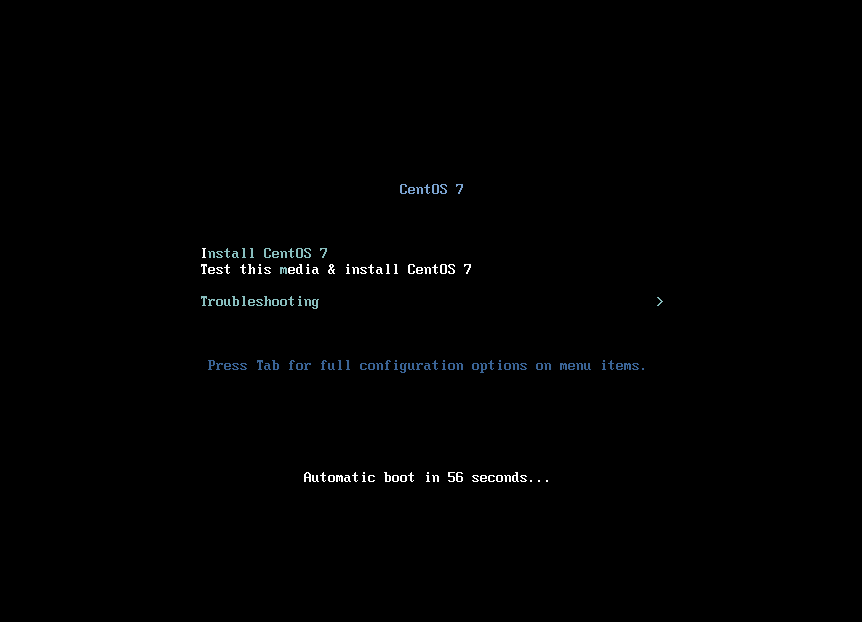 CentOS 7
Install CentOS 7
Test this media & install CentOS 7
Troubleshooting >
Press Tab for full configuration options on menu items.
Automatic boot in 56 seconds...